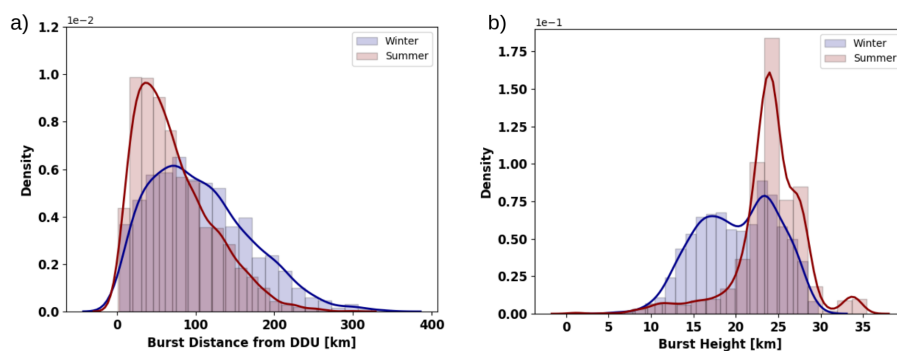 a)
1e−2
1.2
1.0
0.8
0.6
0.4
0.2
0.0
Density
Winter
Summer
0
100
200
300
400
Burst Distance from DDU [km]
b)
1e−1
1.75
1.50
1.25
1.00
0.75
0.50
0.25
0.00
Density
Winter
Summer
0
5
10
15
20
25
30
35
Burst Height [km]